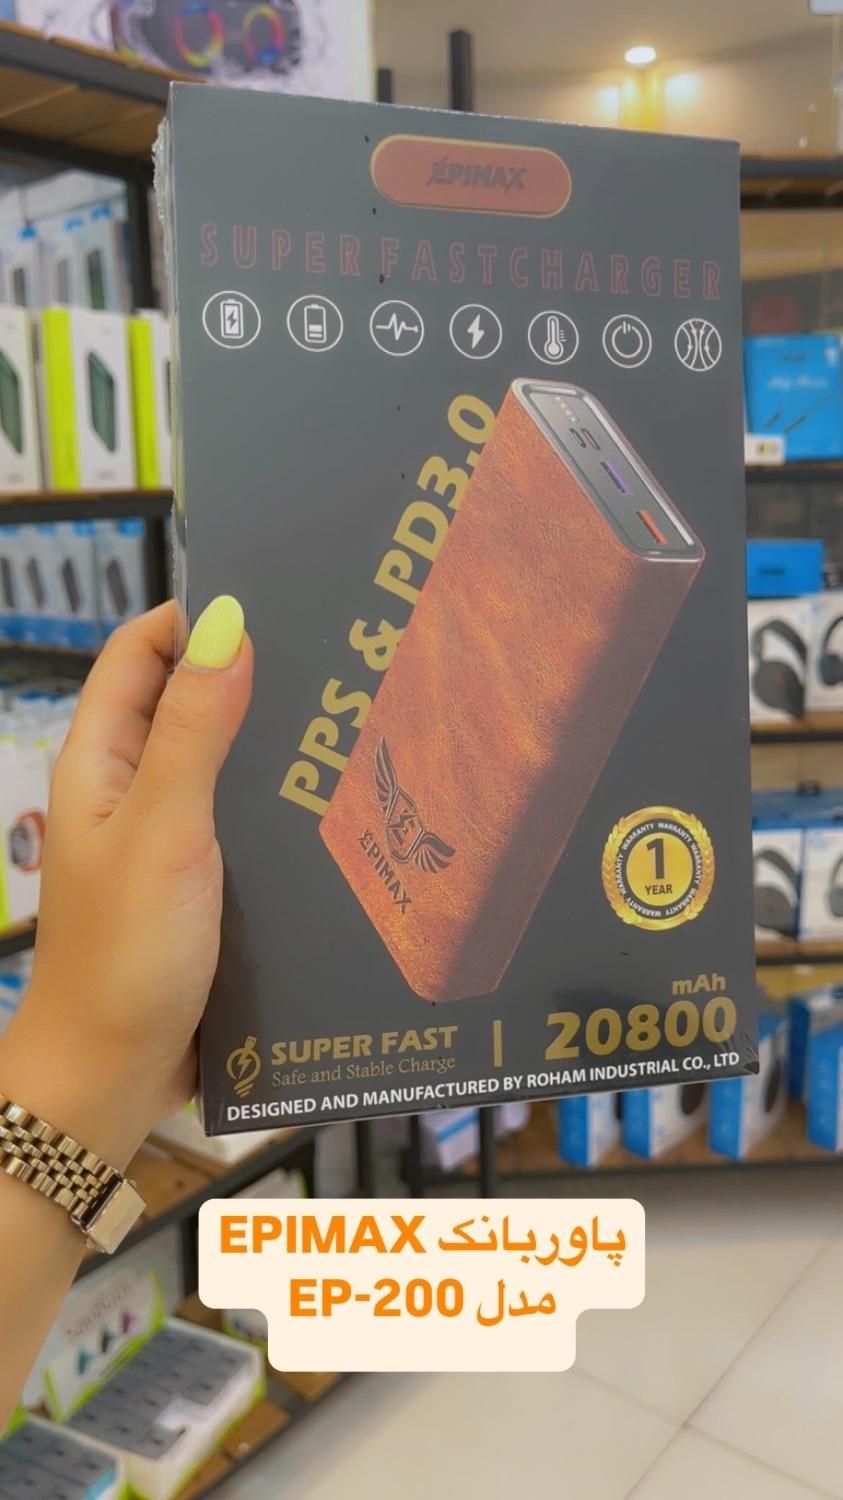 EPIMAX
SUPER FASTCHARGER
PPS & PD3.0
EPIMAX
WARRANTY WARRANTY WARRANTY WARRANTY
1
YEAR
mAh
SUPER FAST | 20800
Safe and Stable Charge
DESIGNED AND MANUFACTURED BY ROHAM INDUSTRIAL CO., LTD
پاوربانک EPIMAX
مدل EP-200